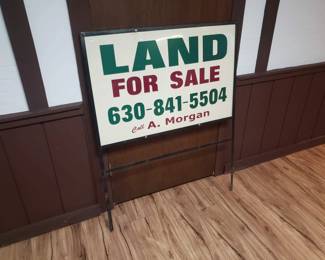 LAND
FOR SALE
630-841-5504
Call A. Morgan